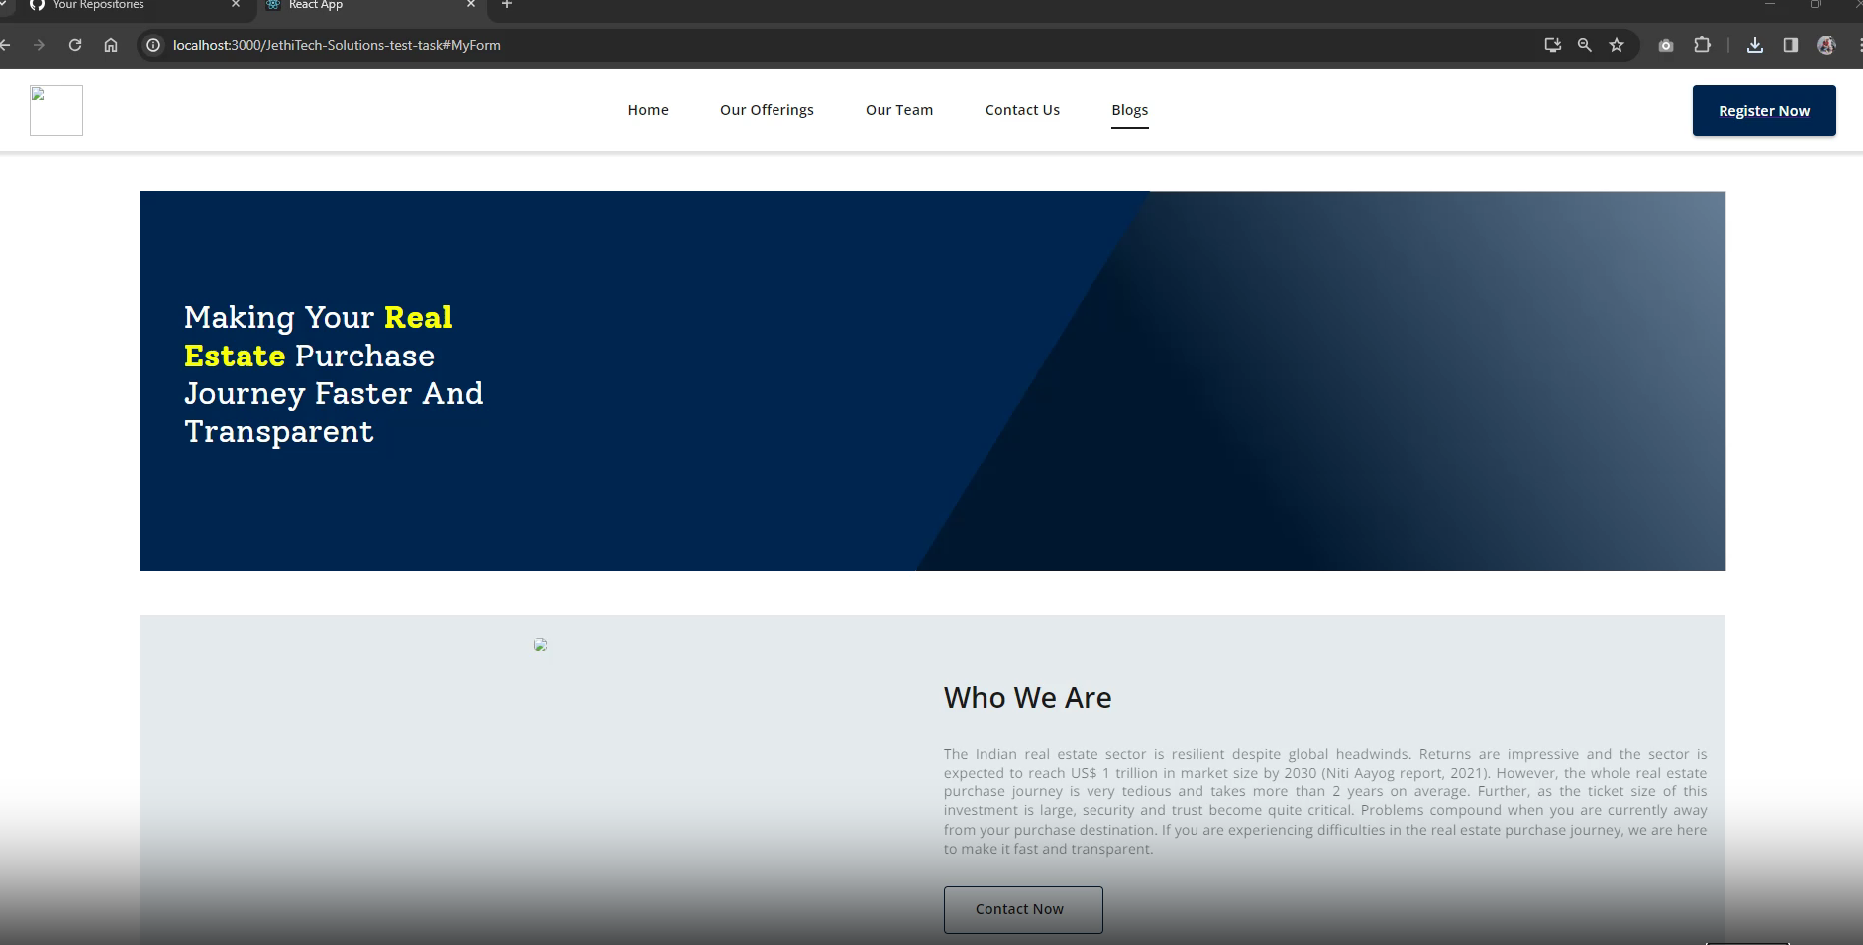 Your Repositories
React App
localhost:3000/JethiTech-Solutions-test-task#MyForm
Home
Our Offerings
Our Team
Contact Us
Blogs
Register Now
Making Your Real
Estate Purchase
Journey Faster And
Transparent
Who We Are
The Indian real estate sector is resilient despite global headwinds. Returns are impressive and the sector is
expected to reach US$ 1 trillion in market size by 2030 (Niti Aayog report, 2021). However, the whole real estate
purchase journey is very tedious and takes more than 2 years on average. Further, as the ticket size of this
investment is large, security and trust become quite critical. Problems compound when you are currently away
from your purchase destination. If you are experiencing difficulties in the real estate purchase journey, we are here
to make it fast and transparent.
Contact Now